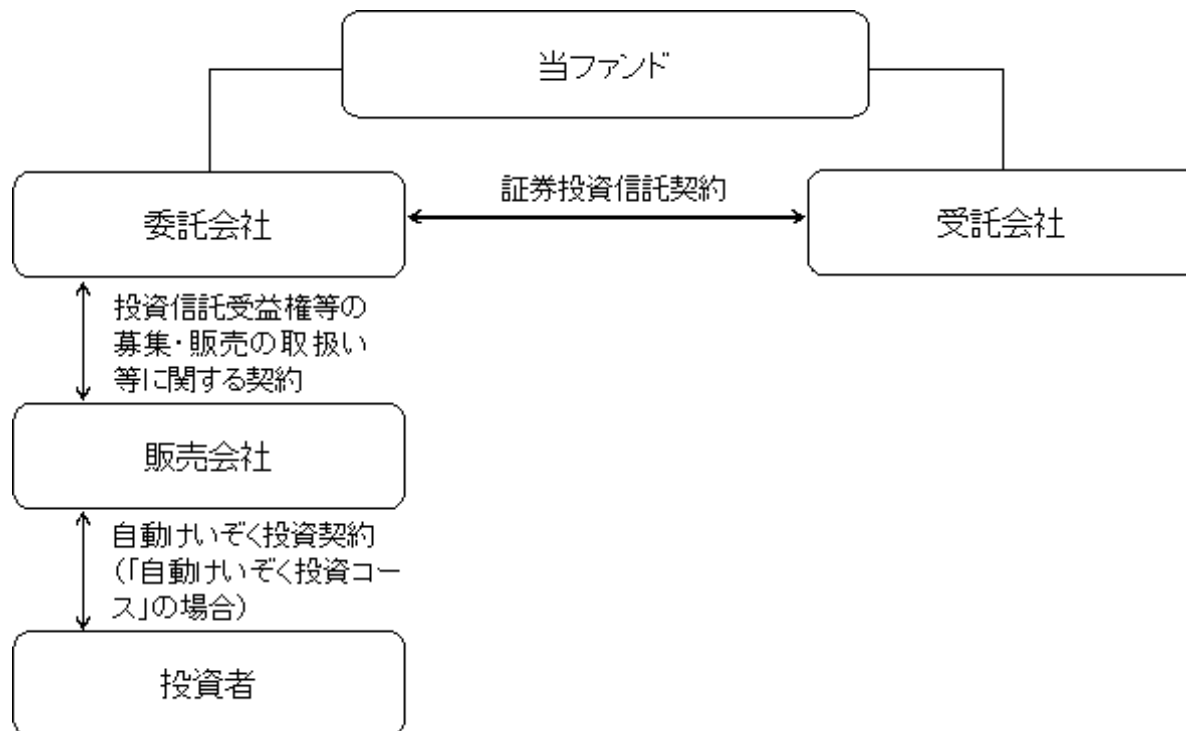 当ファンド
証券投資信託契約
委託会社
受託会社
投資信託受益権等の
募集・販売の取扱い
等に関する契約
販売会社
自動けいぞく投資契約
(「自動けいぞく投資コー
ス」の場合)
投資者